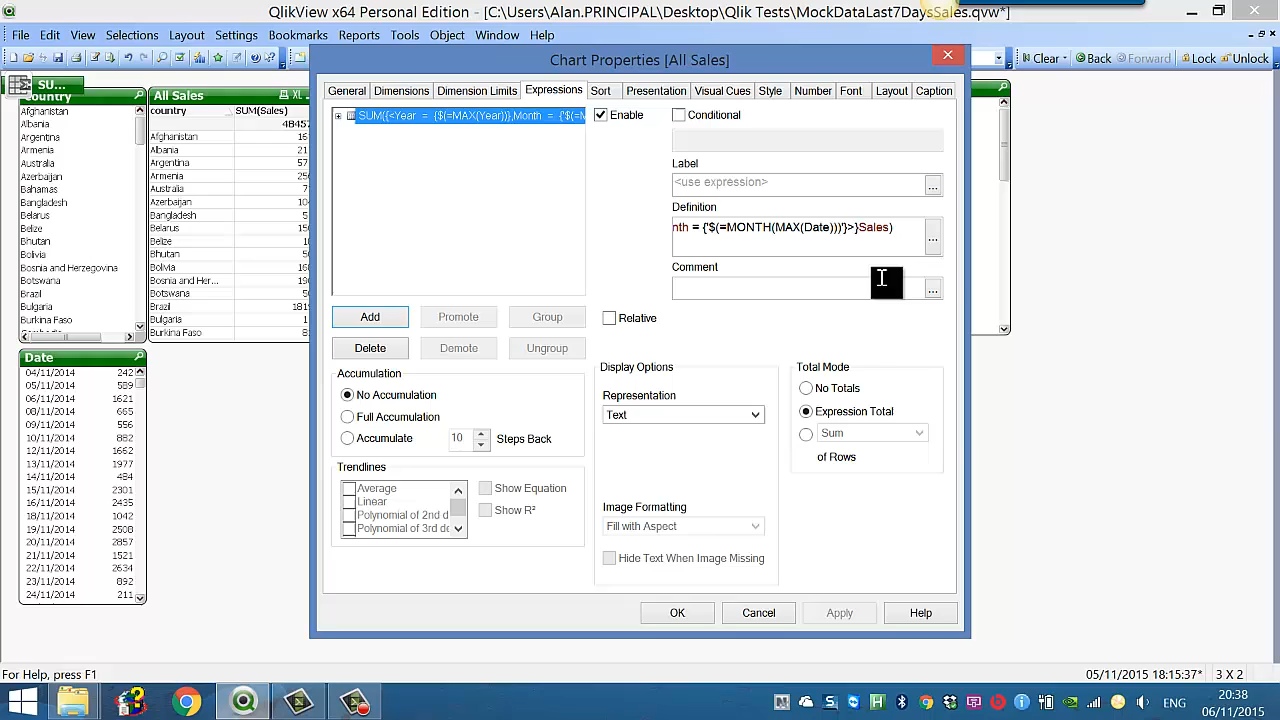 QlikView x64 Personal Edition - [C:\Users\Alan.PRINCIPAL\Desktop\Qlik Tests\MockDataLast7DaysSales.qvw*]
File Edit View Selections Layout Settings Bookmarks Reports Tools Object Window Help
Clear Back Forward Lock Unlock
Chart Properties [All Sales]
SU...
Country
Afghanistan
Albania
Argentina
Armenia
Australia
Azerbaijan
Bahamas
Bangladesh
Belarus
Belize
Bhutan
Bolivia
Bosnia and Herzegovina
Botswana
Brazil
Bulgaria
Burkina Faso
All Sales XL
country SUM(Sales)
Afghanistan
Albania
Argentina
Armenia
Australia
Azerbaijan
Bangladesh
Belarus
Belize
Bhutan
Bolivia
Bosnia and Her...
Botswana
Brazil
Bulgaria
Burkina Faso
Date
04/11/2014 242
05/11/2014 589
06/11/2014 1621
08/11/2014 665
09/11/2014 556
10/11/2014 882
12/11/2014 1662
13/11/2014 1977
14/11/2014 484
15/11/2014 2301
16/11/2014 2435
18/11/2014 1042
19/11/2014 2508
20/11/2014 2857
21/11/2014 1521
22/11/2014 2634
23/11/2014 892
24/11/2014 211
General Dimensions Dimension Limits Expressions Sort Presentation Visual Cues Style Number Font Layout Caption
SUM({<Year = {$(=MAX(Year))},Month = {'$(=M
Enable
Conditional
Label
<use expression>
...
Definition
nth = {'$(=MONTH(MAX(Date)))'}>}Sales)
...
Comment
...
Add Promote Group
Delete Demote Ungroup
Relative
Accumulation
No Accumulation
Full Accumulation
Accumulate 10 Steps Back
Trendlines
Average
Linear
Polynomial of 2nd d
Polynomial of 3rd de
Show Equation
Show R²
Display Options
Representation
Text
Image Formatting
Fill with Aspect
Hide Text When Image Missing
Total Mode
No Totals
Expression Total
Sum
of Rows
OK Cancel Apply Help
For Help, press F1
05/11/2015 18:15:37* 3 X 2
ENG
20:38
06/11/2015